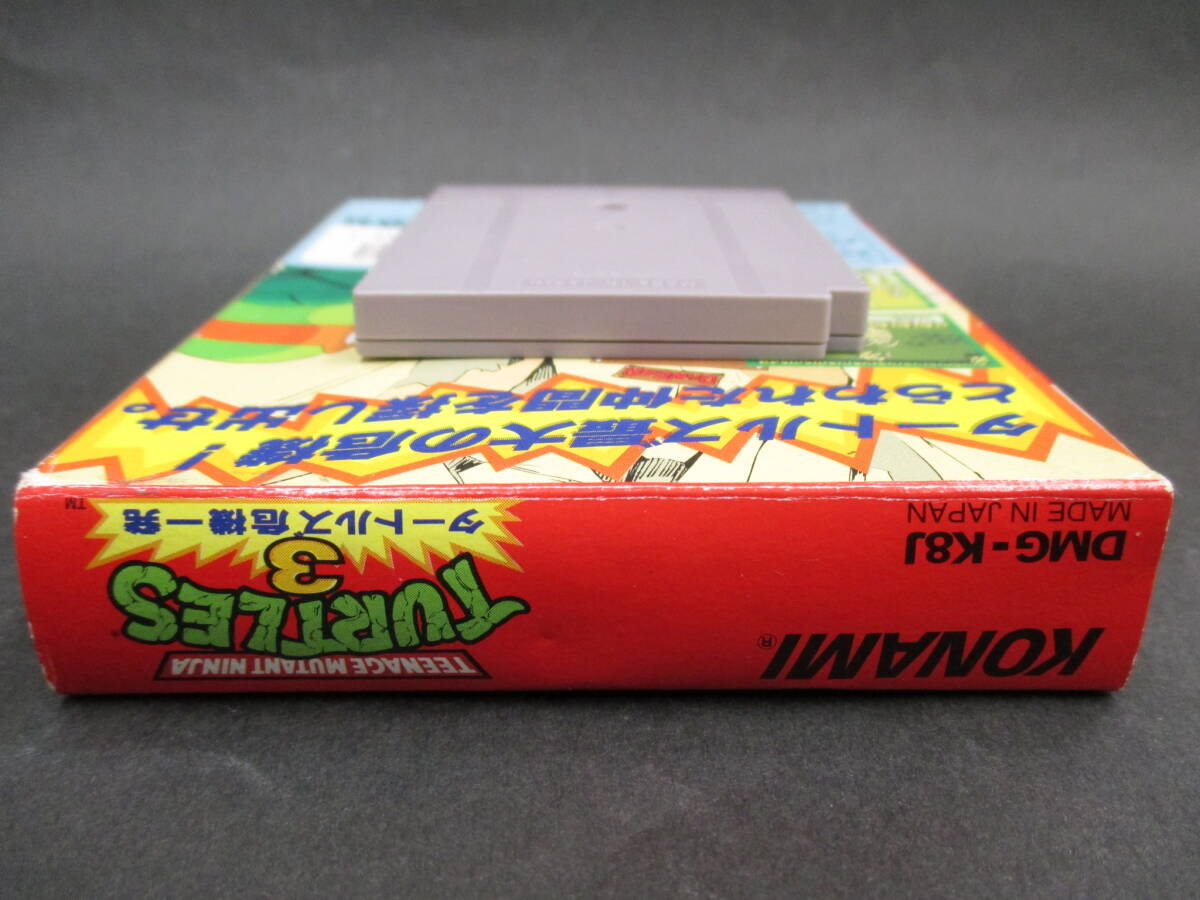 タートルズ最大の危機!
とらわれた仲間を探し出せ。
TEENAGE MUTANT NINJA
TURTLES
3
タートルズ危機一発
TM
KONAMI®
DMG-K8J
MADE IN JAPAN